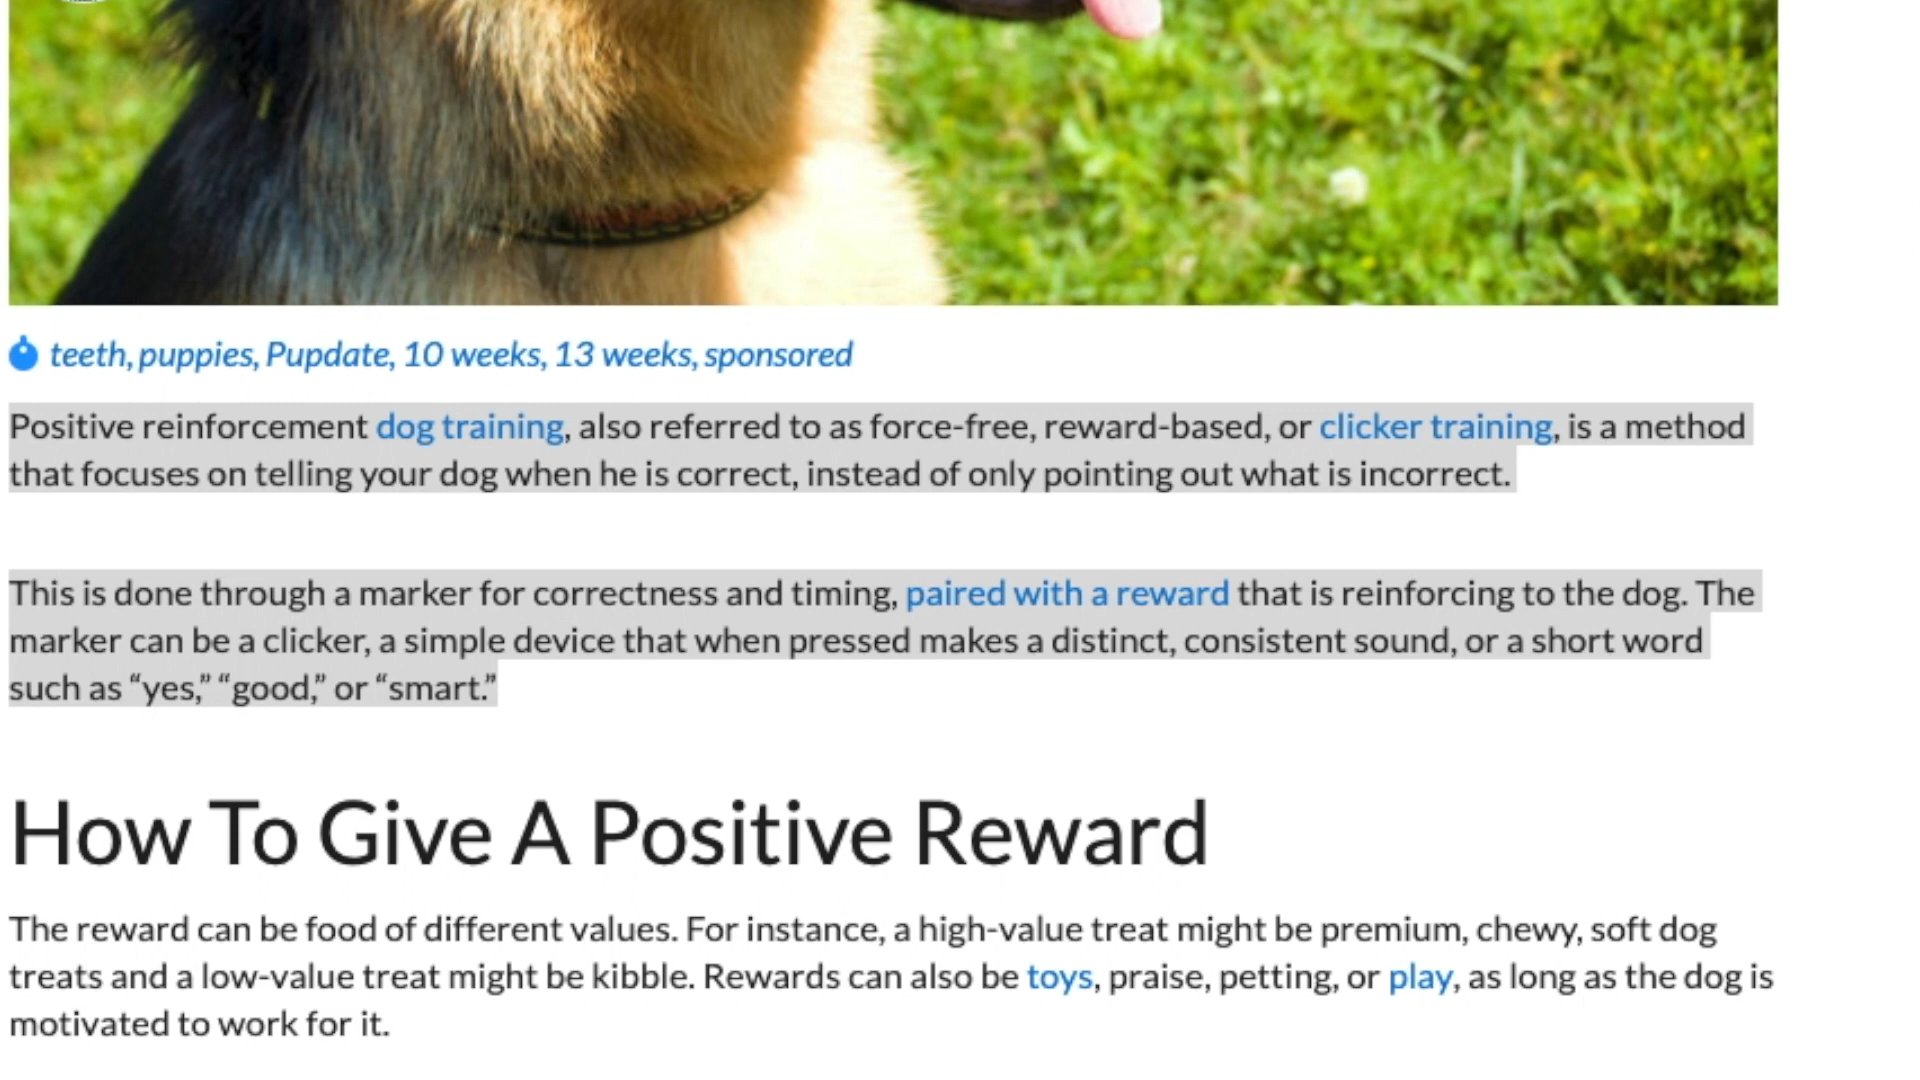 teeth, puppies, Pupdate, 10 weeks, 13 weeks, sponsored
Positive reinforcement dog training, also referred to as force-free, reward-based, or clicker training, is a method
that focuses on telling your dog when he is correct, instead of only pointing out what is incorrect.
This is done through a marker for correctness and timing, paired with a reward that is reinforcing to the dog. The
marker can be a clicker, a simple device that when pressed makes a distinct, consistent sound, or a short word
such as “yes,” “good,” or “smart.”
How To Give A Positive Reward
The reward can be food of different values. For instance, a high-value treat might be premium, chewy, soft dog
treats and a low-value treat might be kibble. Rewards can also be toys, praise, petting, or play, as long as the dog is
motivated to work for it.